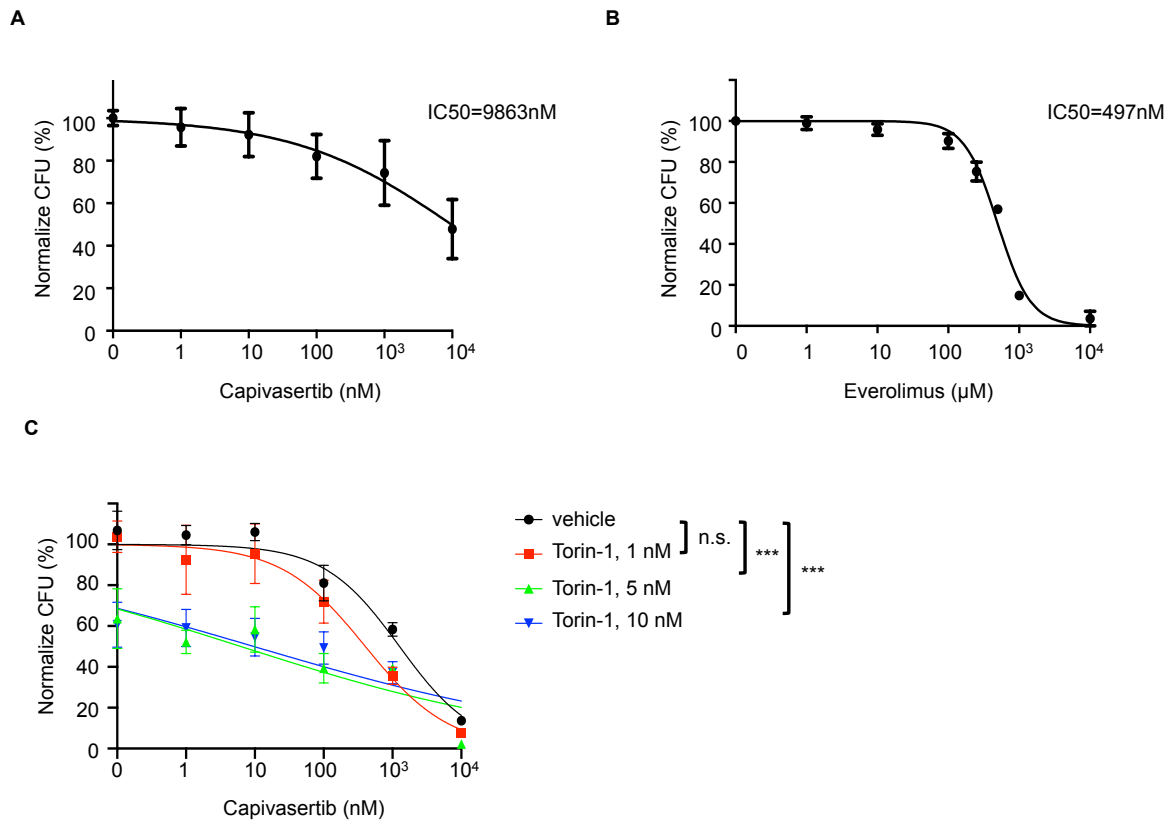 A
B
IC50=9863nM
Normalize CFU (%)
100
80
60
40
20
0
0 1 10 100 10³ 10⁴
Capivasertib (nM)
IC50=497nM
Normalize CFU (%)
100
80
60
40
20
0
0 1 10 100 10³ 10⁴
Everolimus (µM)
C
Normalize CFU (%)
100
80
60
40
20
0
0 1 10 100 10³ 10⁴
Capivasertib (nM)
vehicle
Torin-1, 1 nM
Torin-1, 5 nM
Torin-1, 10 nM
n.s.
***
***